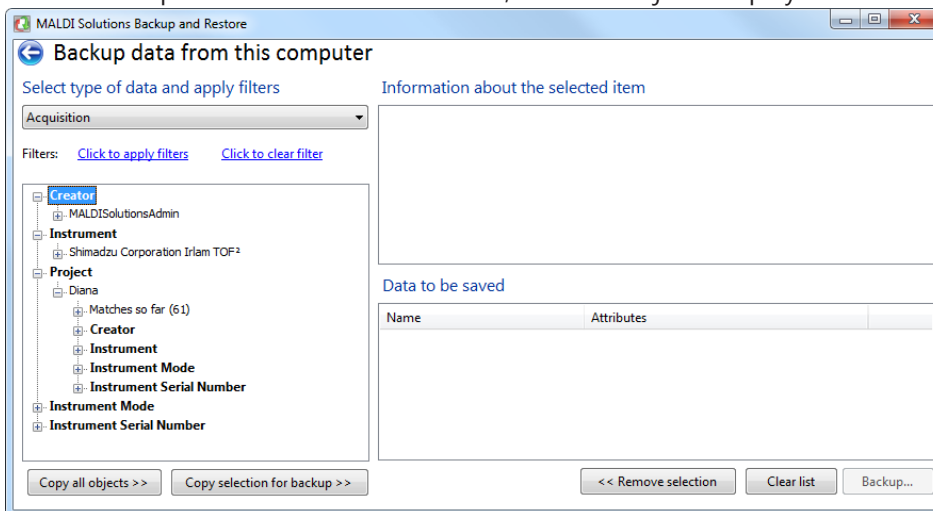 MALDI Solutions Backup and Restore
Backup data from this computer
Select type of data and apply filters
Acquisition
Filters: Click to apply filters Click to clear filter
Creator
MALDISolutionsAdmin
Instrument
Shimadzu Corporation Irlam TOF²
Project
Diana
Matches so far (61)
Creator
Instrument
Instrument Mode
Instrument Serial Number
Instrument Mode
Instrument Serial Number
Copy all objects >> Copy selection for backup >>
Information about the selected item
Data to be saved
Name Attributes
<< Remove selection Clear list Backup...